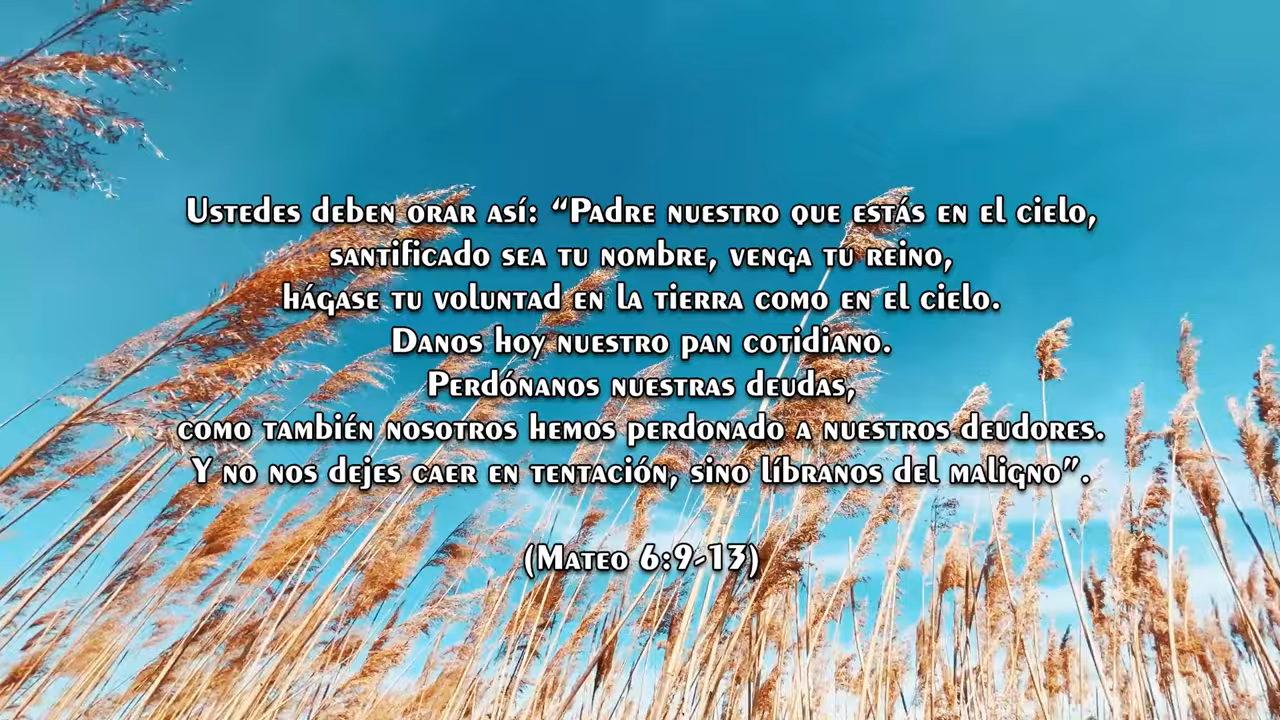 Ustedes deben orar así: “Padre nuestro que estás en el cielo,
santificado sea tu nombre, venga tu reino,
hágase tu voluntad en la tierra como en el cielo.
Danos hoy nuestro pan cotidiano.
Perdónanos nuestras deudas,
como también nosotros hemos perdonado a nuestros deudores.
Y no nos dejes caer en tentación, sino líbranos del maligno”.
(Mateo 6:9-13)